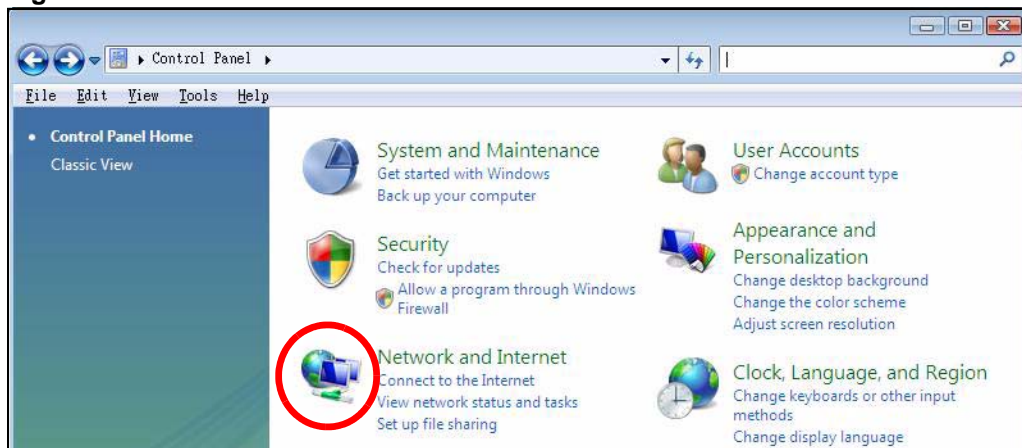 Control Panel
File Edit View Tools Help
Control Panel Home
Classic View
System and Maintenance
Get started with Windows
Back up your computer
Security
Check for updates
Allow a program through Windows
Firewall
Network and Internet
Connect to the Internet
View network status and tasks
Set up file sharing
User Accounts
Change account type
Appearance and
Personalization
Change desktop background
Change the color scheme
Adjust screen resolution
Clock, Language, and Region
Change keyboards or other input
methods
Change display language